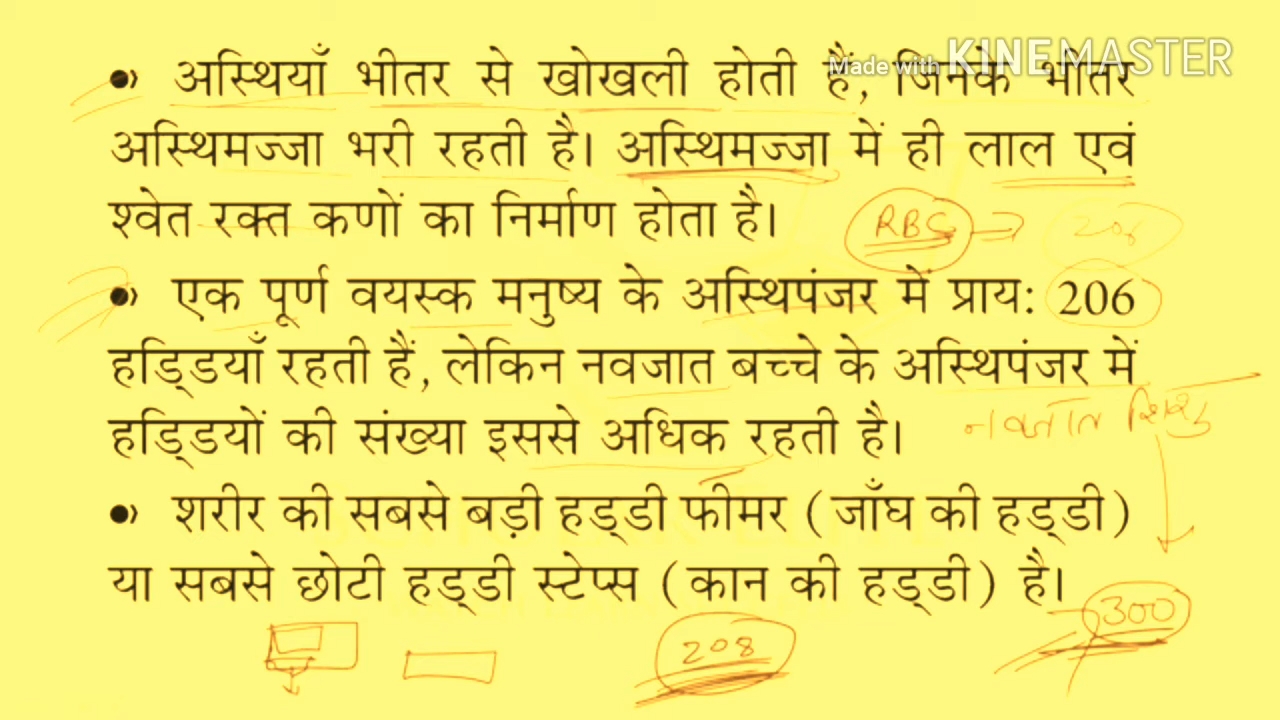 Made with KINEMASTER
•) अस्थियाँ भीतर से खोखली होती हैं, जिनके भीतर
अस्थिमज्जा भरी रहती है। अस्थिमज्जा में ही लाल एवं
श्वेत रक्त कणों का निर्माण होता है।
RBC
•) एक पूर्ण वयस्क मनुष्य के अस्थिपंजर में प्राय: 206
हड्डियाँ रहती हैं, लेकिन नवजात बच्चे के अस्थिपंजर में
हड्डियों की संख्या इससे अधिक रहती है।
नवजात शिशु
•) शरीर की सबसे बड़ी हड्डी फीमर (जाँघ की हड्डी)
या सबसे छोटी हड्डी स्टेप्स (कान की हड्डी) है।
300
208